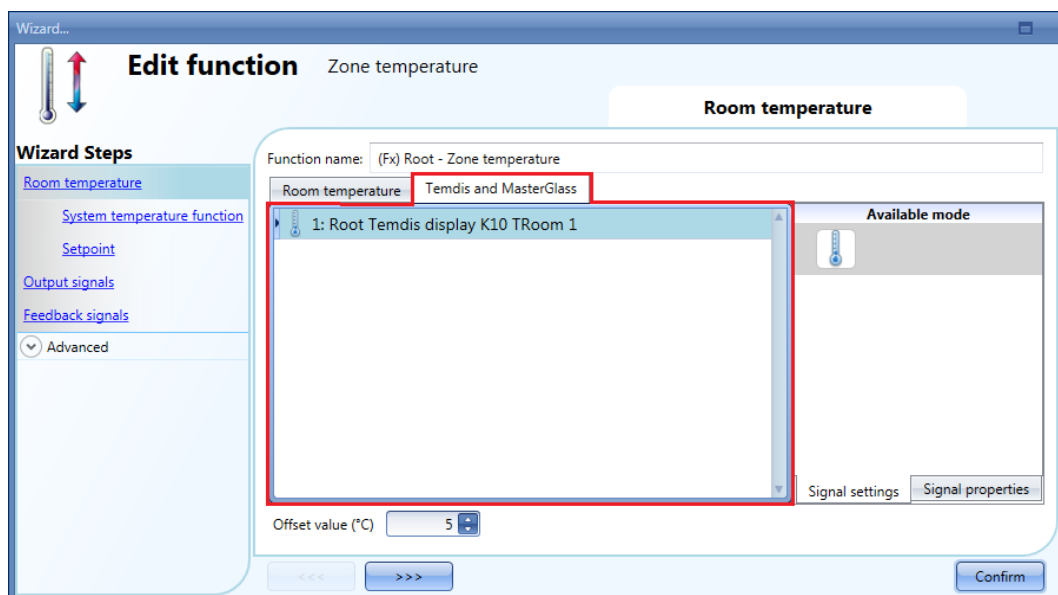 Wizard...
Edit function Zone temperature
Room temperature
Wizard Steps
Room temperature
System temperature function
Setpoint
Output signals
Feedback signals
Advanced
Function name: (Fx) Root - Zone temperature
Room temperature Temdis and MasterGlass
1: Root Temdis display K10 TRoom 1
Available mode
Signal settings Signal properties
Offset value (°C) 5
<<< >>> Confirm